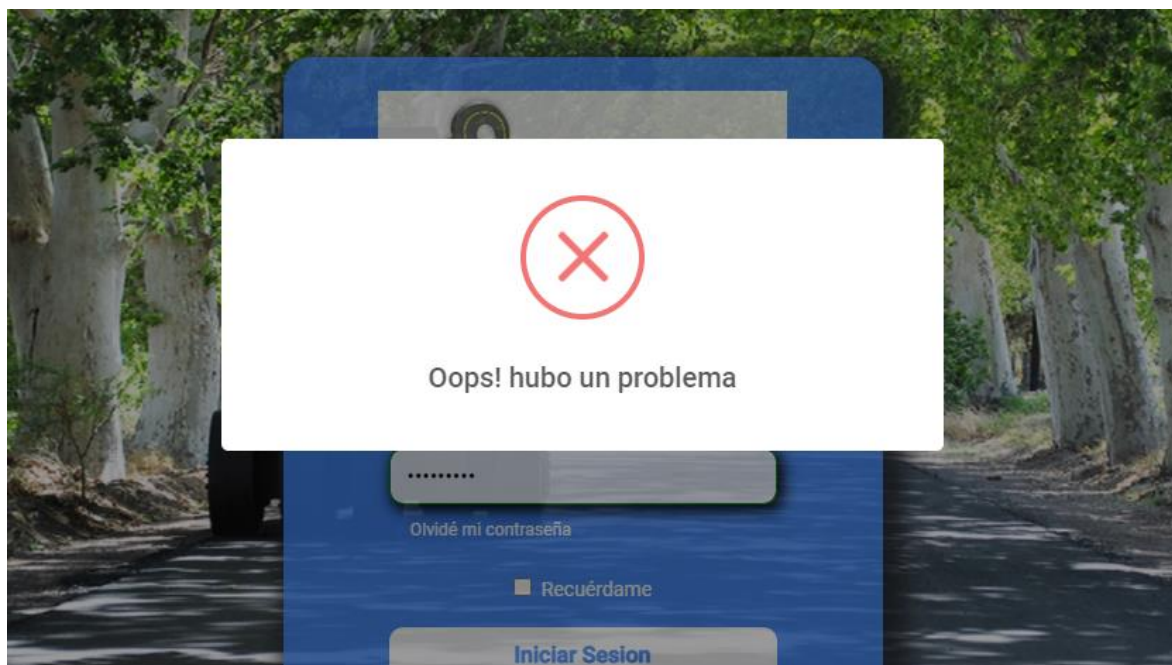 Oops! hubo un problema
•••••••••
Olvidé mi contraseña
Recuérdame
Iniciar Sesion